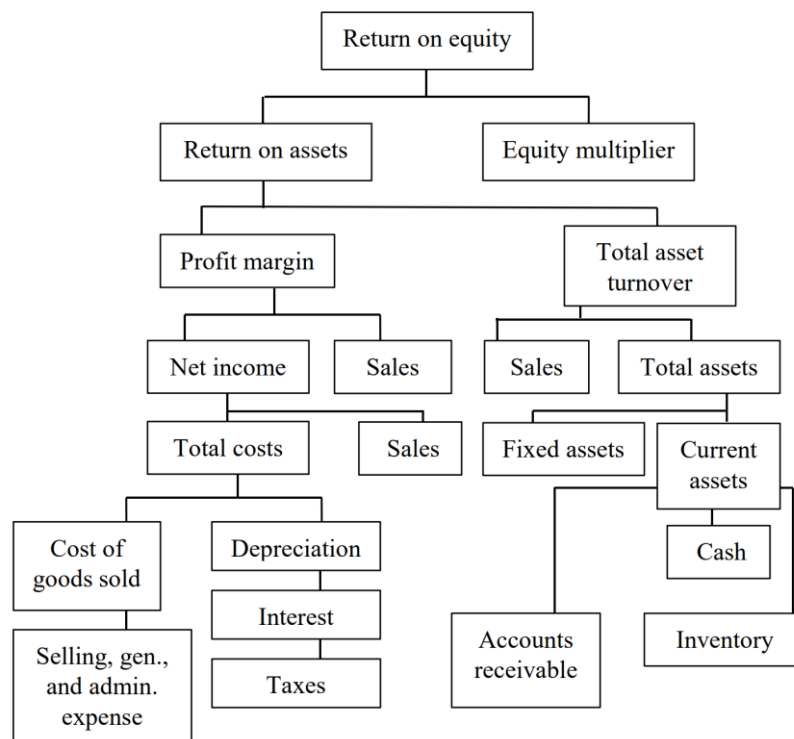 Return on equity
Return on assets
Equity multiplier
Profit margin
Total asset
turnover
Net income
Sales
Sales
Total assets
Total costs
Sales
Fixed assets
Current
assets
Cost of
goods sold
Depreciation
Cash
Interest
Accounts
receivable
Inventory
Selling, gen.,
and admin.
expense
Taxes